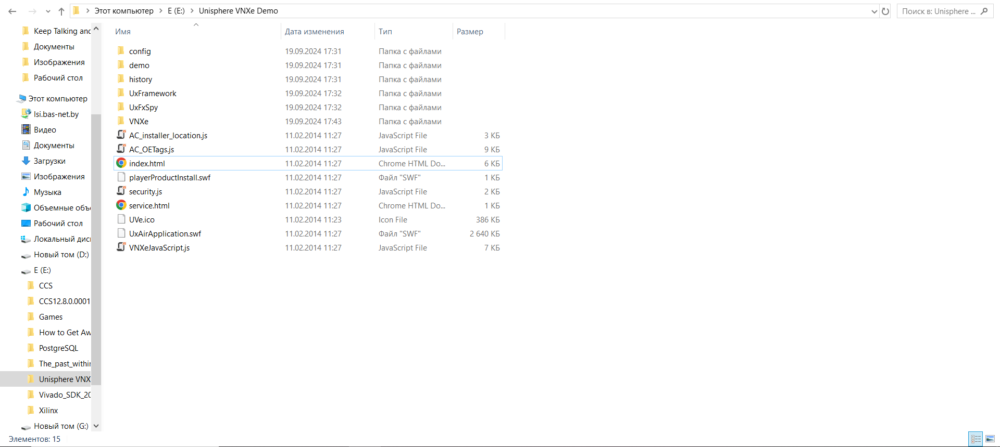 Этот компьютер > E (E:) > Unisphere VNXe Demo
Поиск в: Unisphere ...
Keep Talking and
Документы
Изображения
Рабочий стол
Этот компьютер
lsi.bas-net.by
Видео
Документы
Загрузки
Изображения
Музыка
Объемные объ
Рабочий стол
Локальный дис
Новый том (D:)
E (E:)
CCS
CCS12.8.0.0001
Games
How to Get Aw
PostgreSQL
The_past_within
Unisphere VNX
Vivado_SDK_20
Xilinx
Новый том (G:)
Имя Дата изменения Тип Размер
config 19.09.2024 17:31 Папка с файлами
demo 19.09.2024 17:31 Папка с файлами
history 19.09.2024 17:31 Папка с файлами
UxFramework 19.09.2024 17:32 Папка с файлами
UxFxSpy 19.09.2024 17:32 Папка с файлами
VNXe 19.09.2024 17:43 Папка с файлами
AC_installer_location.js 11.02.2014 11:27 JavaScript File 3 КБ
AC_OETags.js 11.02.2014 11:27 JavaScript File 9 КБ
index.html 11.02.2014 11:27 Chrome HTML Do... 6 КБ
playerProductInstall.swf 11.02.2014 11:27 Файл "SWF" 1 КБ
security.js 11.02.2014 11:27 JavaScript File 2 КБ
service.html 11.02.2014 11:27 Chrome HTML Do... 1 КБ
UVe.ico 11.02.2014 11:23 Icon File 386 КБ
UxAirApplication.swf 11.02.2014 11:27 Файл "SWF" 2 640 КБ
VNXeJavaScript.js 11.02.2014 11:27 JavaScript File 7 КБ
Элементов: 15